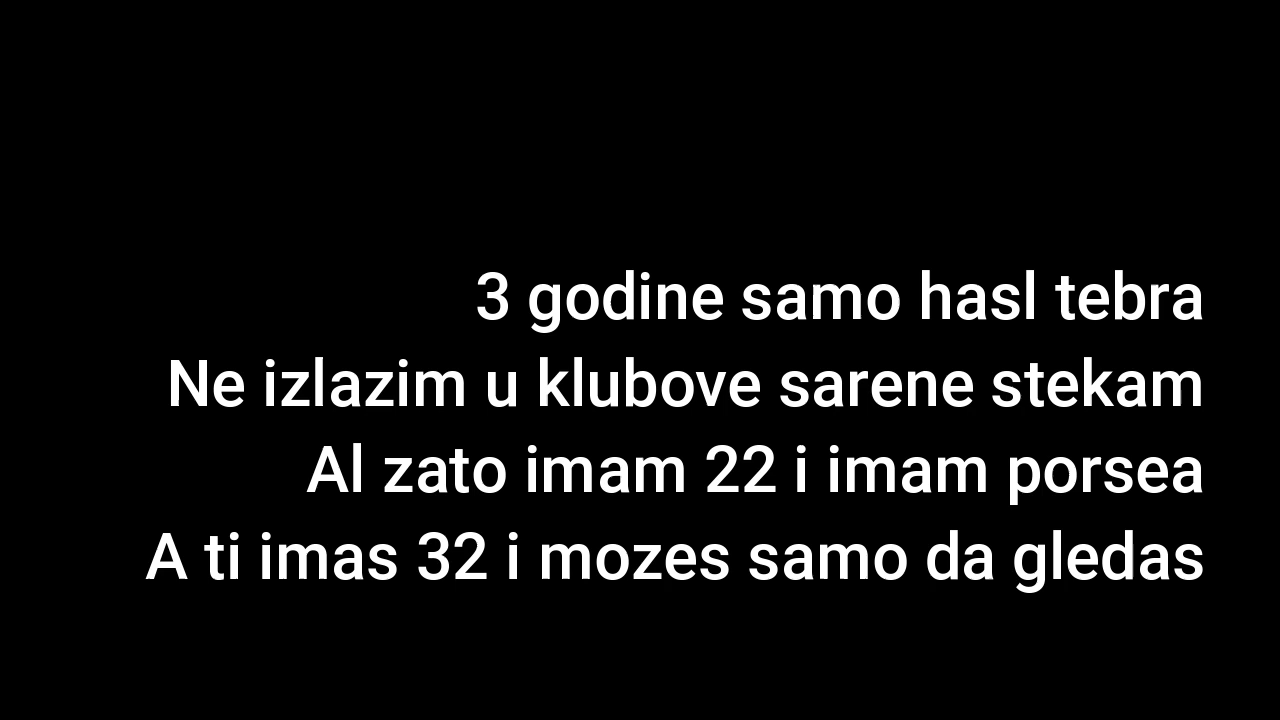 3 godine samo hasl tebra
Ne izlazim u klubove sarene stekam
Al zato imam 22 i imam porsea
A ti imas 32 i mozes samo da gledas